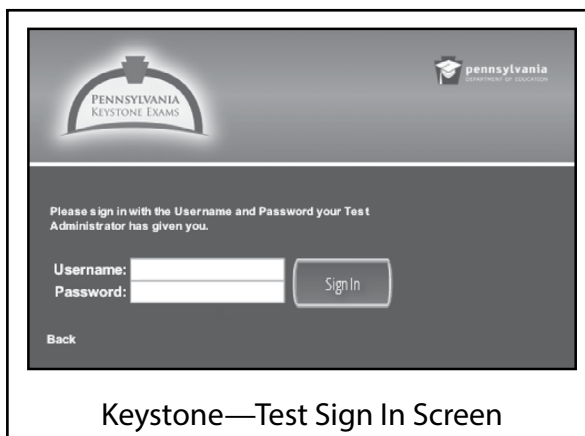 PENNSYLVANIA
KEYSTONE EXAMS
pennsylvania
DEPARTMENT OF EDUCATION
Please sign in with the Username and Password your Test
Administrator has given you.
Username:
Password:
Sign In
Back
Keystone—Test Sign In Screen